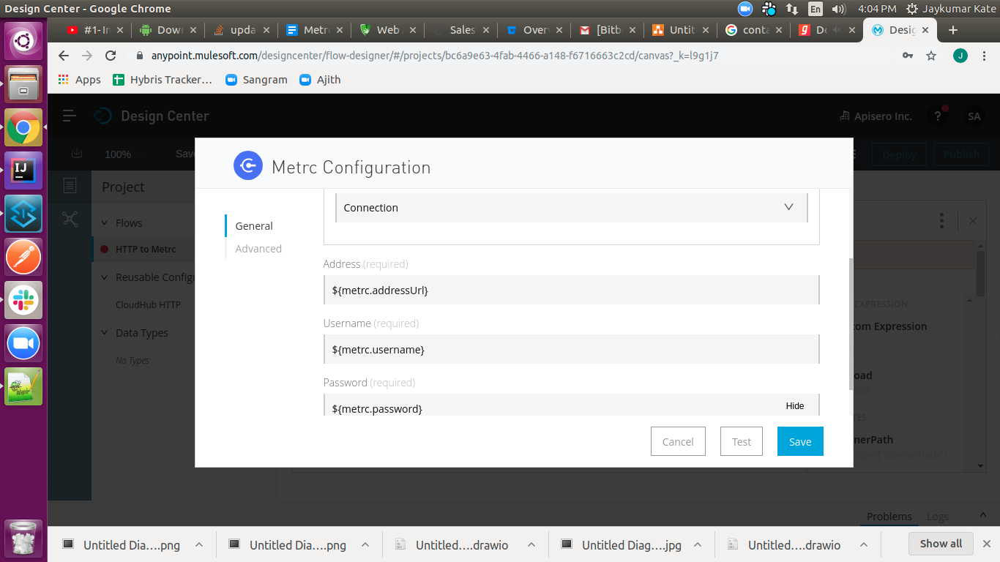 Design Center - Google Chrome
En
4:04 PM
Jaykumar Kate
#1- In
Down
upda
Metr
Web
Sales
Over
[Bitb
Untit
conta
Desig
anypoint.mulesoft.com/designcenter/flow-designer/#/projects/bc6a9e63-4fab-4466-a148-f6716663c2cd/canvas?_k=l9g1j7
J
Apps
Hybris Tracker...
Sangram
Ajith
Design Center
Apisero Inc.
?
SA
100%
Save
Deploy
Publish
Metrc Configuration
Project
Flows
HTTP to Metrc
Reusable Configu
CloudHub HTTP
Data Types
No Types
General
Advanced
Connection
Address (required)
${metrc.addressUrl}
Username (required)
${metrc.username}
Password (required)
${metrc.password}
Hide
Cancel
Test
Save
EXPRESSION
tom Expression
oad
TES
nerPath
Problems
Logs
Untitled Dia....png
Untitled Dia....png
Untitled....drawio
Untitled Diag....jpg
Untitled....drawio
Show all
IJ